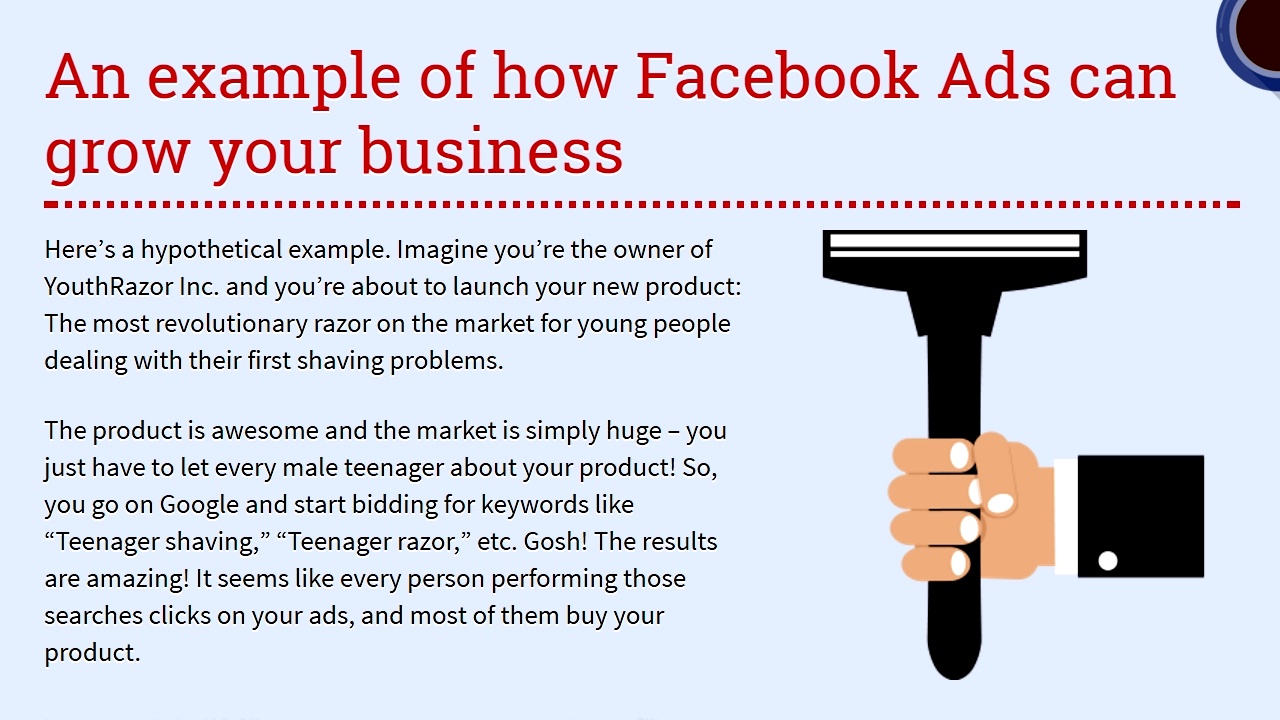 An example of how Facebook Ads can
grow your business
Here’s a hypothetical example. Imagine you’re the owner of
YouthRazor Inc. and you’re about to launch your new product:
The most revolutionary razor on the market for young people
dealing with their first shaving problems.
The product is awesome and the market is simply huge – you
just have to let every male teenager about your product! So,
you go on Google and start bidding for keywords like
“Teenager shaving,” “Teenager razor,” etc. Gosh! The results
are amazing! It seems like every person performing those
searches clicks on your ads, and most of them buy your
product.